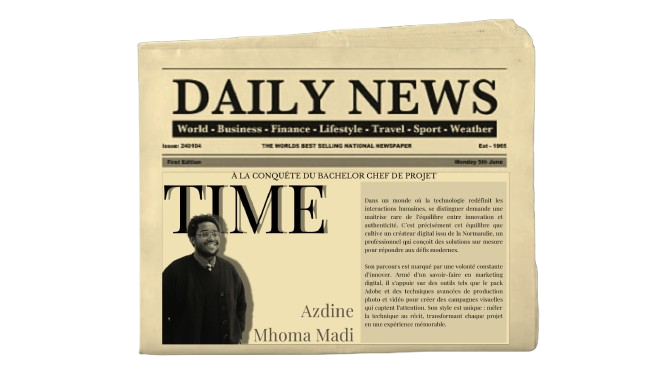 DAILY NEWS
World - Business - Finance - Lifestyle - Travel - Sport - Weather
Issue: 240104 THE WORLDS BEST SELLING NATIONAL NEWSPAPER Est - 1965
First Edition Monday 5th June
À LA CONQUÊTE DU BACHELOR CHEF DE PROJET
TIME
Azdine
Mhoma Madi
Dans un monde où la technologie redéfinit les
interactions humaines, se distinguer demande une
maîtrise rare de l'équilibre entre innovation et
authenticité. C'est précisément cet équilibre que
cultive un créateur digital issu de la Normandie, un
professionnel qui conçoit des solutions sur mesure
pour répondre aux défis modernes.
Son parcours est marqué par une volonté constante
d'innover. Armé d'un savoir-faire en marketing
digital, il s'appuie sur des outils tels que le pack
Adobe et des techniques avancées de production
photo et vidéo pour créer des campagnes visuelles
qui captent l'attention. Son style est unique : mêler
la technique au récit, transformant chaque projet
en une expérience mémorable.